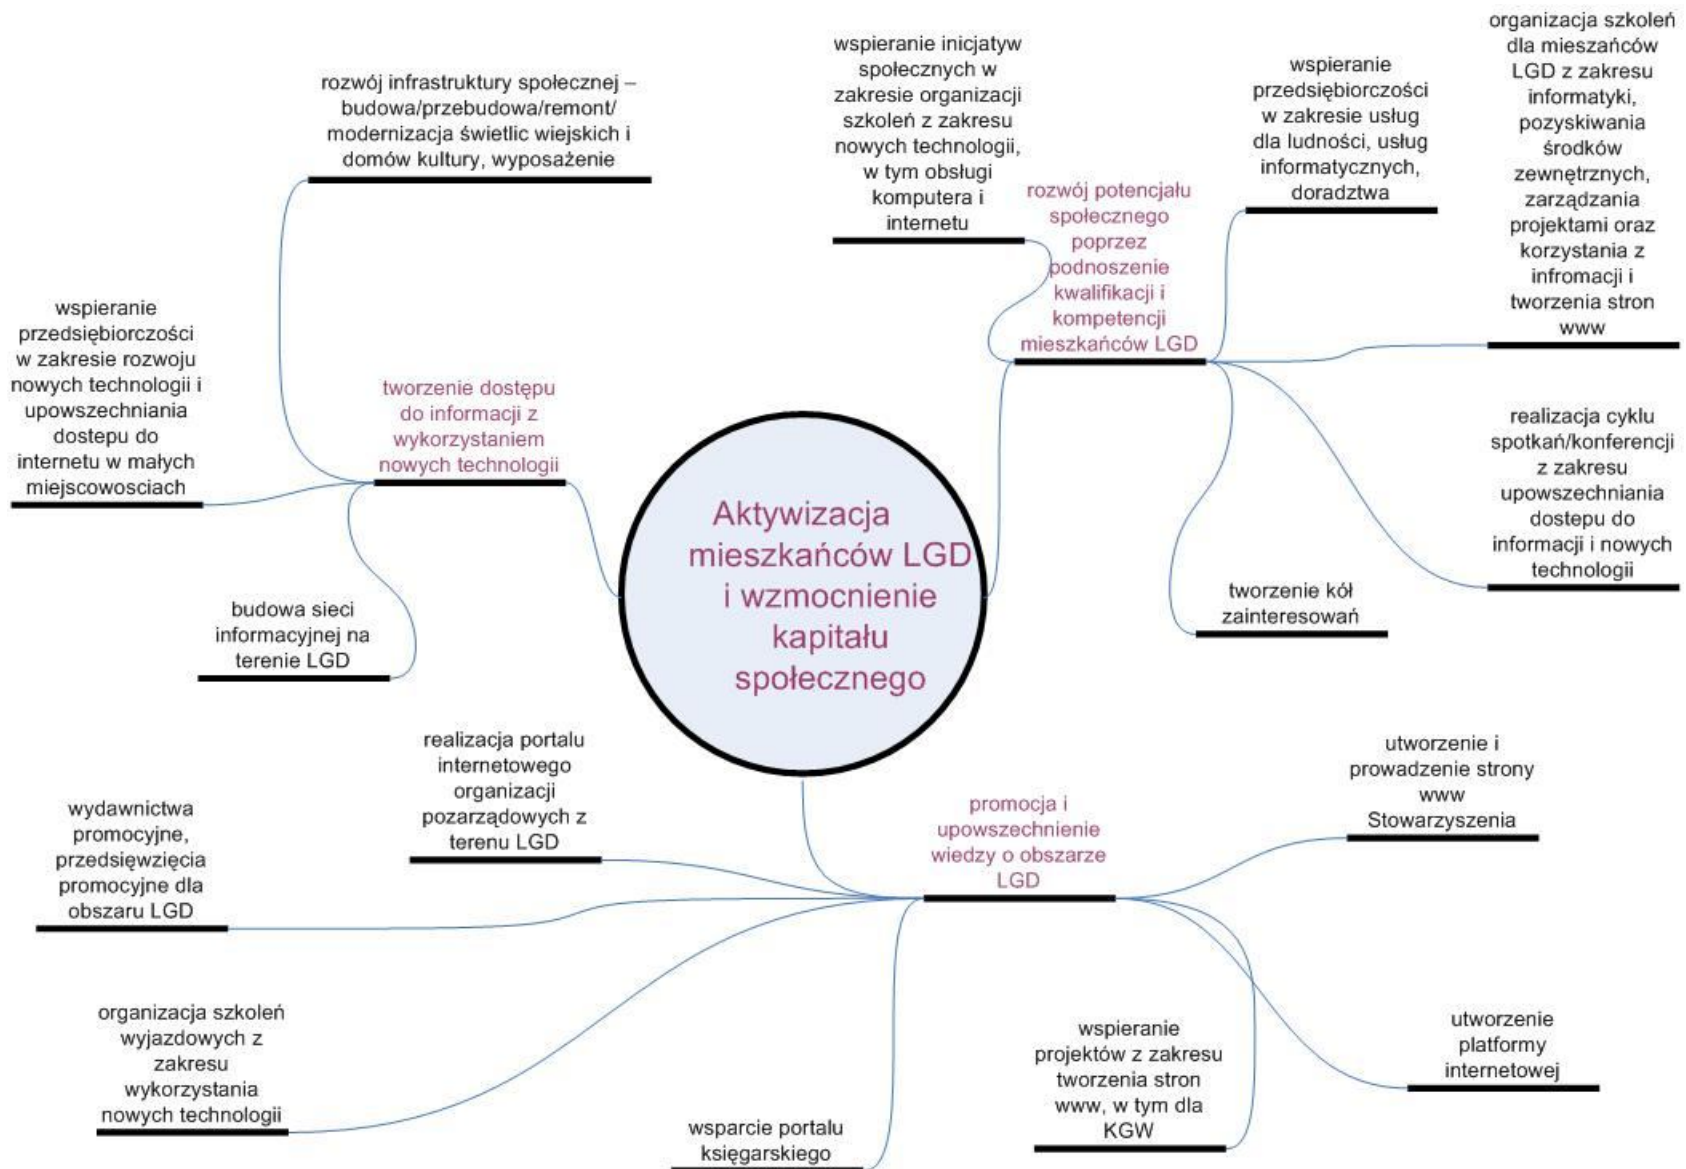 rozwój infrastruktury społecznej –
budowa/przebudowa/remont/
modernizacja świetlic wiejskich i
domów kultury, wyposażenie
wspieranie inicjatyw
społecznych w
zakresie organizacji
szkoleń z zakresu
nowych technologii,
w tym obsługi
komputera i
internetu
wspieranie
przedsiębiorczości
w zakresie usług
dla ludności, usług
informatycznych,
doradztwa
organizacja szkoleń
dla mieszańców
LGD z zakresu
informatyki,
pozyskiwania
środków
zewnętrznych,
zarządzania
projektami oraz
korzystania z
infromacji i
tworzenia stron
www
rozwój potencjału
społecznego
poprzez
podnoszenie
kwalifikacji i
kompetencji
mieszkańców LGD
wspieranie
przedsiębiorczości
w zakresie rozwoju
nowych technologii i
upowszechniania
dostepu do
internetu w małych
miejscowosciach
tworzenie dostępu
do informacji z
wykorzystaniem
nowych technologii
realizacja cyklu
spotkań/konferencji
z zakresu
upowszechniania
dostepu do
informacji i nowych
technologii
Aktywizacja
mieszkańców LGD
i wzmocnienie
kapitału
społecznego
tworzenie kół
zainteresowań
budowa sieci
informacyjnej na
terenie LGD
realizacja portalu
internetowego
organizacji
pozarządowych z
terenu LGD
utworzenie i
prowadzenie strony
www
Stowarzyszenia
wydawnictwa
promocyjne,
przedsięwzięcia
promocyjne dla
obszaru LGD
promocja i
upowszechnienie
wiedzy o obszarze
LGD
organizacja szkoleń
wyjazdowych z
zakresu
wykorzystania
nowych technologii
wspieranie
projektów z zakresu
tworzenia stron
www, w tym dla
KGW
utworzenie
platformy
internetowej
wsparcie portalu
księgarskiego